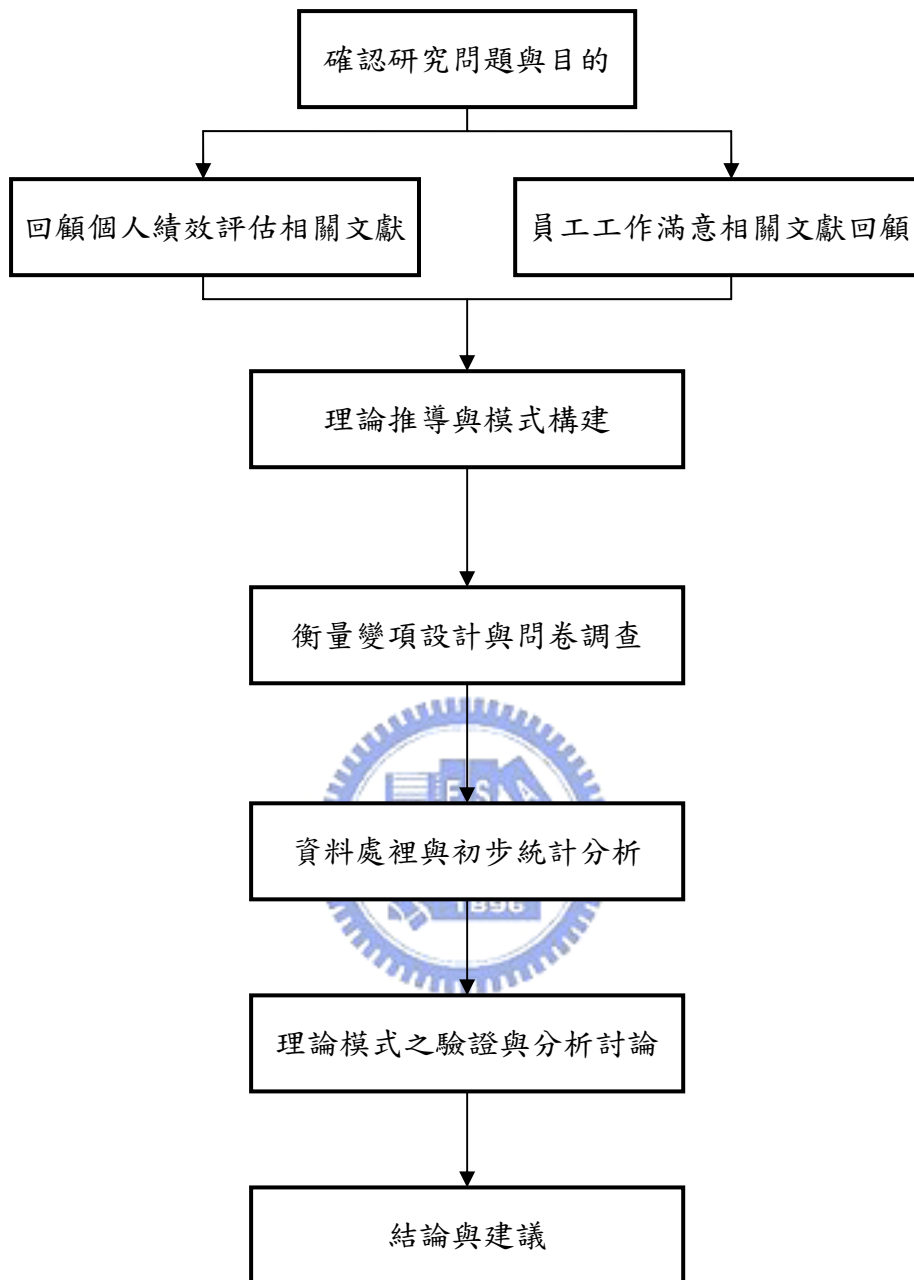 確認研究問題與目的
回顧個人績效評估相關文獻
員工工作滿意相關文獻回顧
理論推導與模式構建
衡量變項設計與問卷調查
E S A
資料處裡與初步統計分析
1896
理論模式之驗證與分析討論
結論與建議